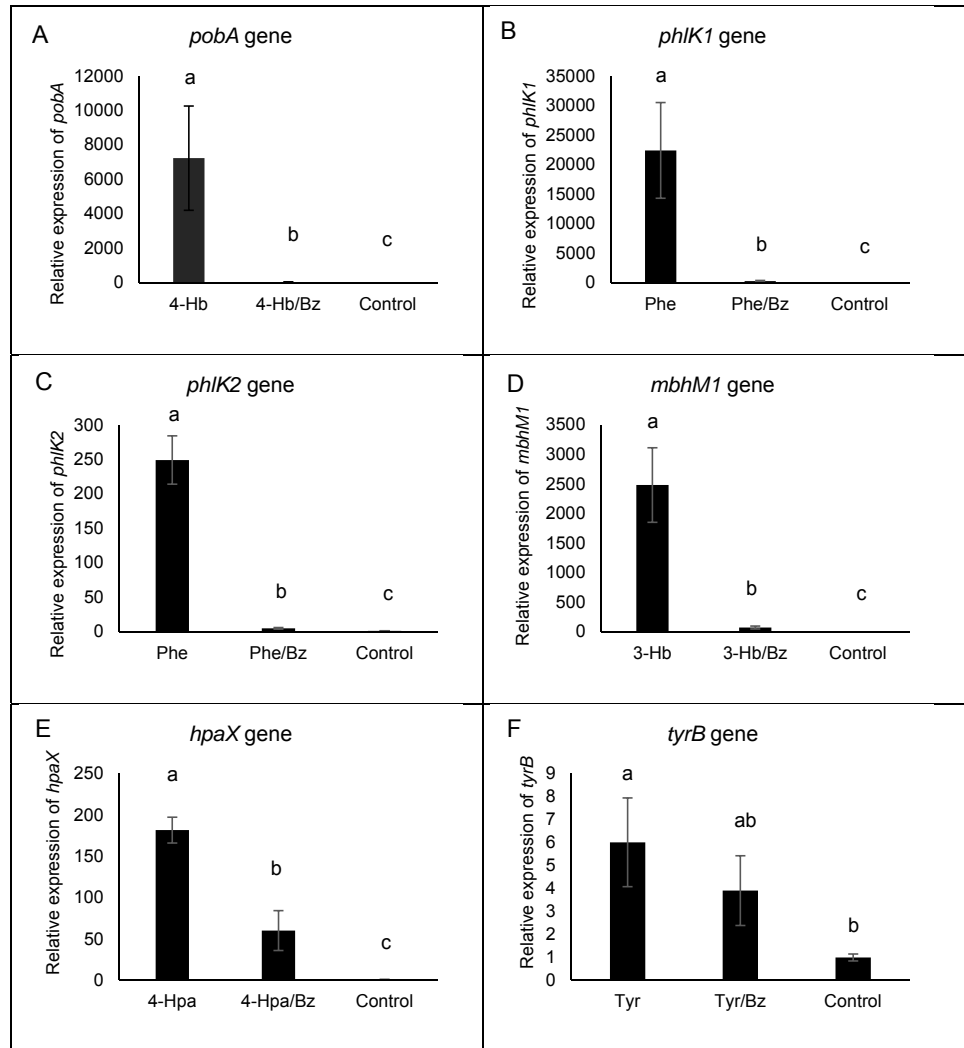 A
pobA gene
Relative expression of pobA
12000
10000
8000
6000
4000
2000
0
a
b
c
4-Hb 4-Hb/Bz Control
B
phlK1 gene
Relative expression of phlK1
35000
30000
25000
20000
15000
10000
5000
0
a
b
c
Phe Phe/Bz Control
C
phlK2 gene
Relative expression of phlK2
300
250
200
150
100
50
0
a
b
c
Phe Phe/Bz Control
D
mbhM1 gene
Relative expression of mbhM1
3500
3000
2500
2000
1500
1000
500
0
a
b
c
3-Hb 3-Hb/Bz Control
E
hpaX gene
Relative expression of hpaX
250
200
150
100
50
0
a
b
c
4-Hpa 4-Hpa/Bz Control
F
tyrB gene
Relative expression of tyrB
9
8
7
6
5
4
3
2
1
0
a
ab
b
Tyr Tyr/Bz Control